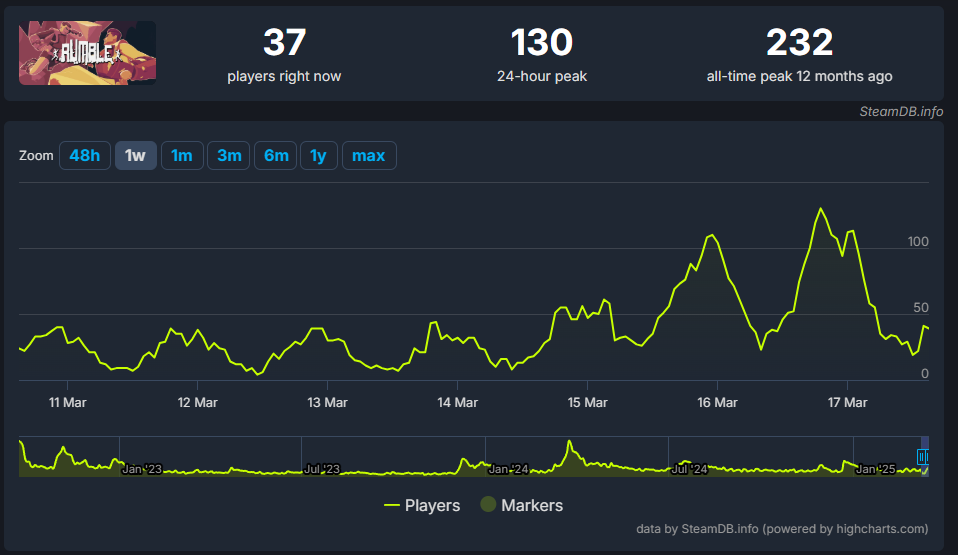 RUMBLE
37
players right now
130
24-hour peak
232
all-time peak 12 months ago
SteamDB.info
Zoom 48h 1w 1m 3m 6m 1y max
100
50
0
11 Mar 12 Mar 13 Mar 14 Mar 15 Mar 16 Mar 17 Mar
Jan '23 Jul '23 Jan '24 Jul '24 Jan '25
Players Markers
data by SteamDB.info (powered by highcharts.com)